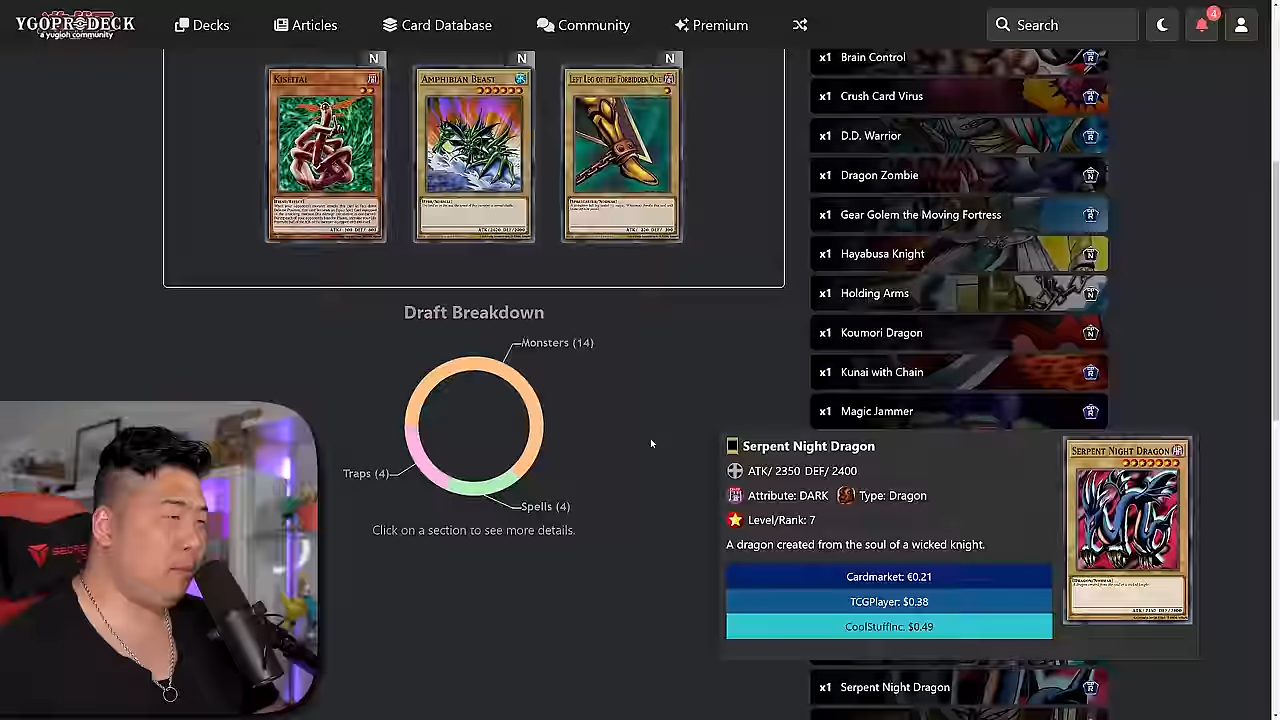 YGOPRODECK
a yugioh community
Decks
Articles
Card Database
Community
Premium
Search
4
N
N
N
KISEITAI
AMPHIBIAN BEAST
LEFT LEG OF THE FORBIDDEN ONE
Draft Breakdown
Monsters (14)
Traps (4)
Spells (4)
Click on a section to see more details.
x1 Brain Control
x1 Crush Card Virus
x1 D.D. Warrior
x1 Dragon Zombie
x1 Gear Golem the Moving Fortress
x1 Hayabusa Knight
x1 Holding Arms
x1 Koumori Dragon
x1 Kunai with Chain
x1 Magic Jammer
Serpent Night Dragon
ATK/ 2350 DEF/ 2400
Attribute: DARK Type: Dragon
Level/Rank: 7
A dragon created from the soul of a wicked knight.
Cardmarket: €0.21
TCGPlayer: $0.38
CoolStuffInc: $0.49
SERPENT NIGHT DRAGON
x1 Serpent Night Dragon